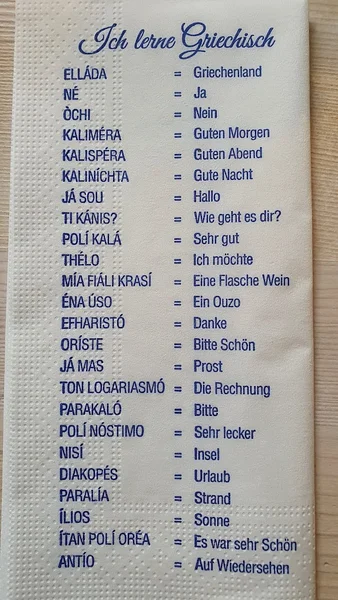 Ich lerne Griechisch
ELLÁDA = Griechenland
NÉ = Ja
ÒCHI = Nein
KALIMÉRA = Guten Morgen
KALISPÉRA = Guten Abend
KALINÍCHTA = Gute Nacht
JÁ SOU = Hallo
TI KÁNIS? = Wie geht es dir?
POLÍ KALÁ = Sehr gut
THÉLO = Ich möchte
MÍA FIÁLI KRASÍ = Eine Flasche Wein
ÉNA ÚSO = Ein Ouzo
EFHARISTÓ = Danke
ORÍSTE = Bitte Schön
JÁ MAS = Prost
TON LOGARIASMÓ = Die Rechnung
PARAKALÓ = Bitte
POLÍ NÓSTIMO = Sehr lecker
NISÍ = Insel
DIAKOPÉS = Urlaub
PARALÍA = Strand
ÍLIOS = Sonne
ÍTAN POLÍ ORÉA = Es war sehr Schön
ANTÍO = Auf Wiedersehen